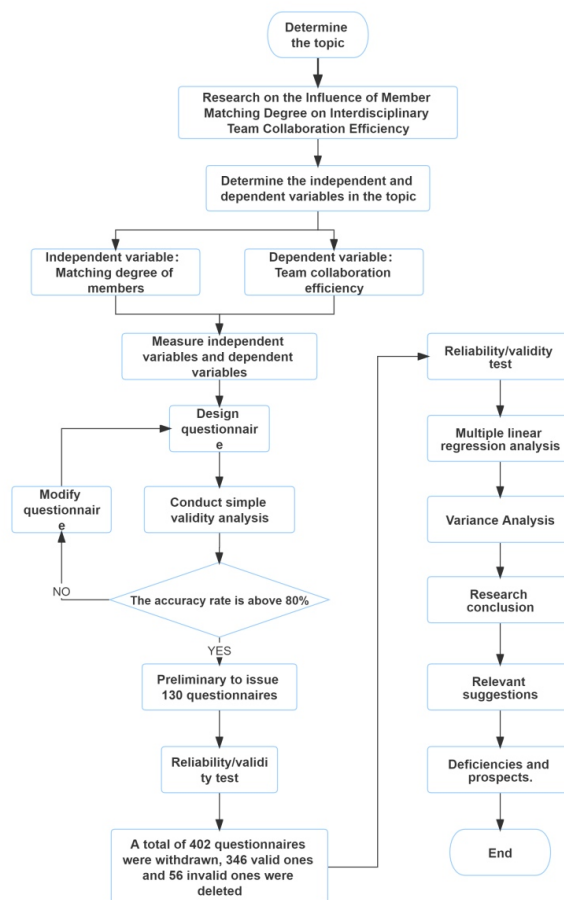 Determine
the topic
Research on the Influence of Member
Matching Degree on Interdisciplinary
Team Collaboration Efficiency
Determine the independent and
dependent variables in the topic
Independent variable:
Matching degree of
members
Dependent variable:
Team collaboration
efficiency
Measure independent
variables and dependent
variables
Design
questionnair
e
Modify
questionnair
e
Conduct simple
validity analysis
NO
The accuracy rate is above 80%
YES
Preliminary to issue
130 questionnaires
Reliability/validi
ty test
A total of 402 questionnaires
were withdrawn, 346 valid ones
and 56 invalid ones were
deleted
Reliability/validity
test
Multiple linear
regression analysis
Variance Analysis
Research
conclusion
Relevant
suggestions
Deficiencies and
prospects.
End